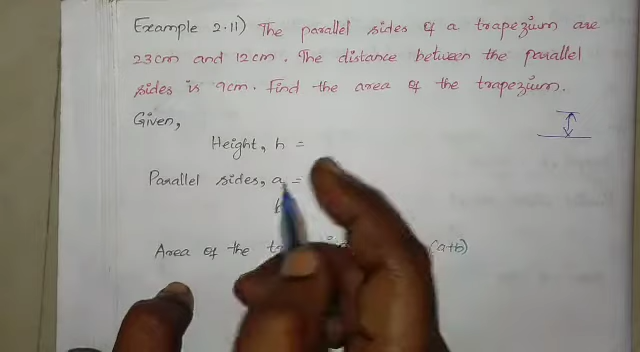 Example 2.11) The parallel sides of a trapezium are
23cm and 12cm. The distance between the parallel
sides is 9cm. Find the area of the trapezium.
Given,
Height, h =
Parallel sides, a =
Area of the (a+b)